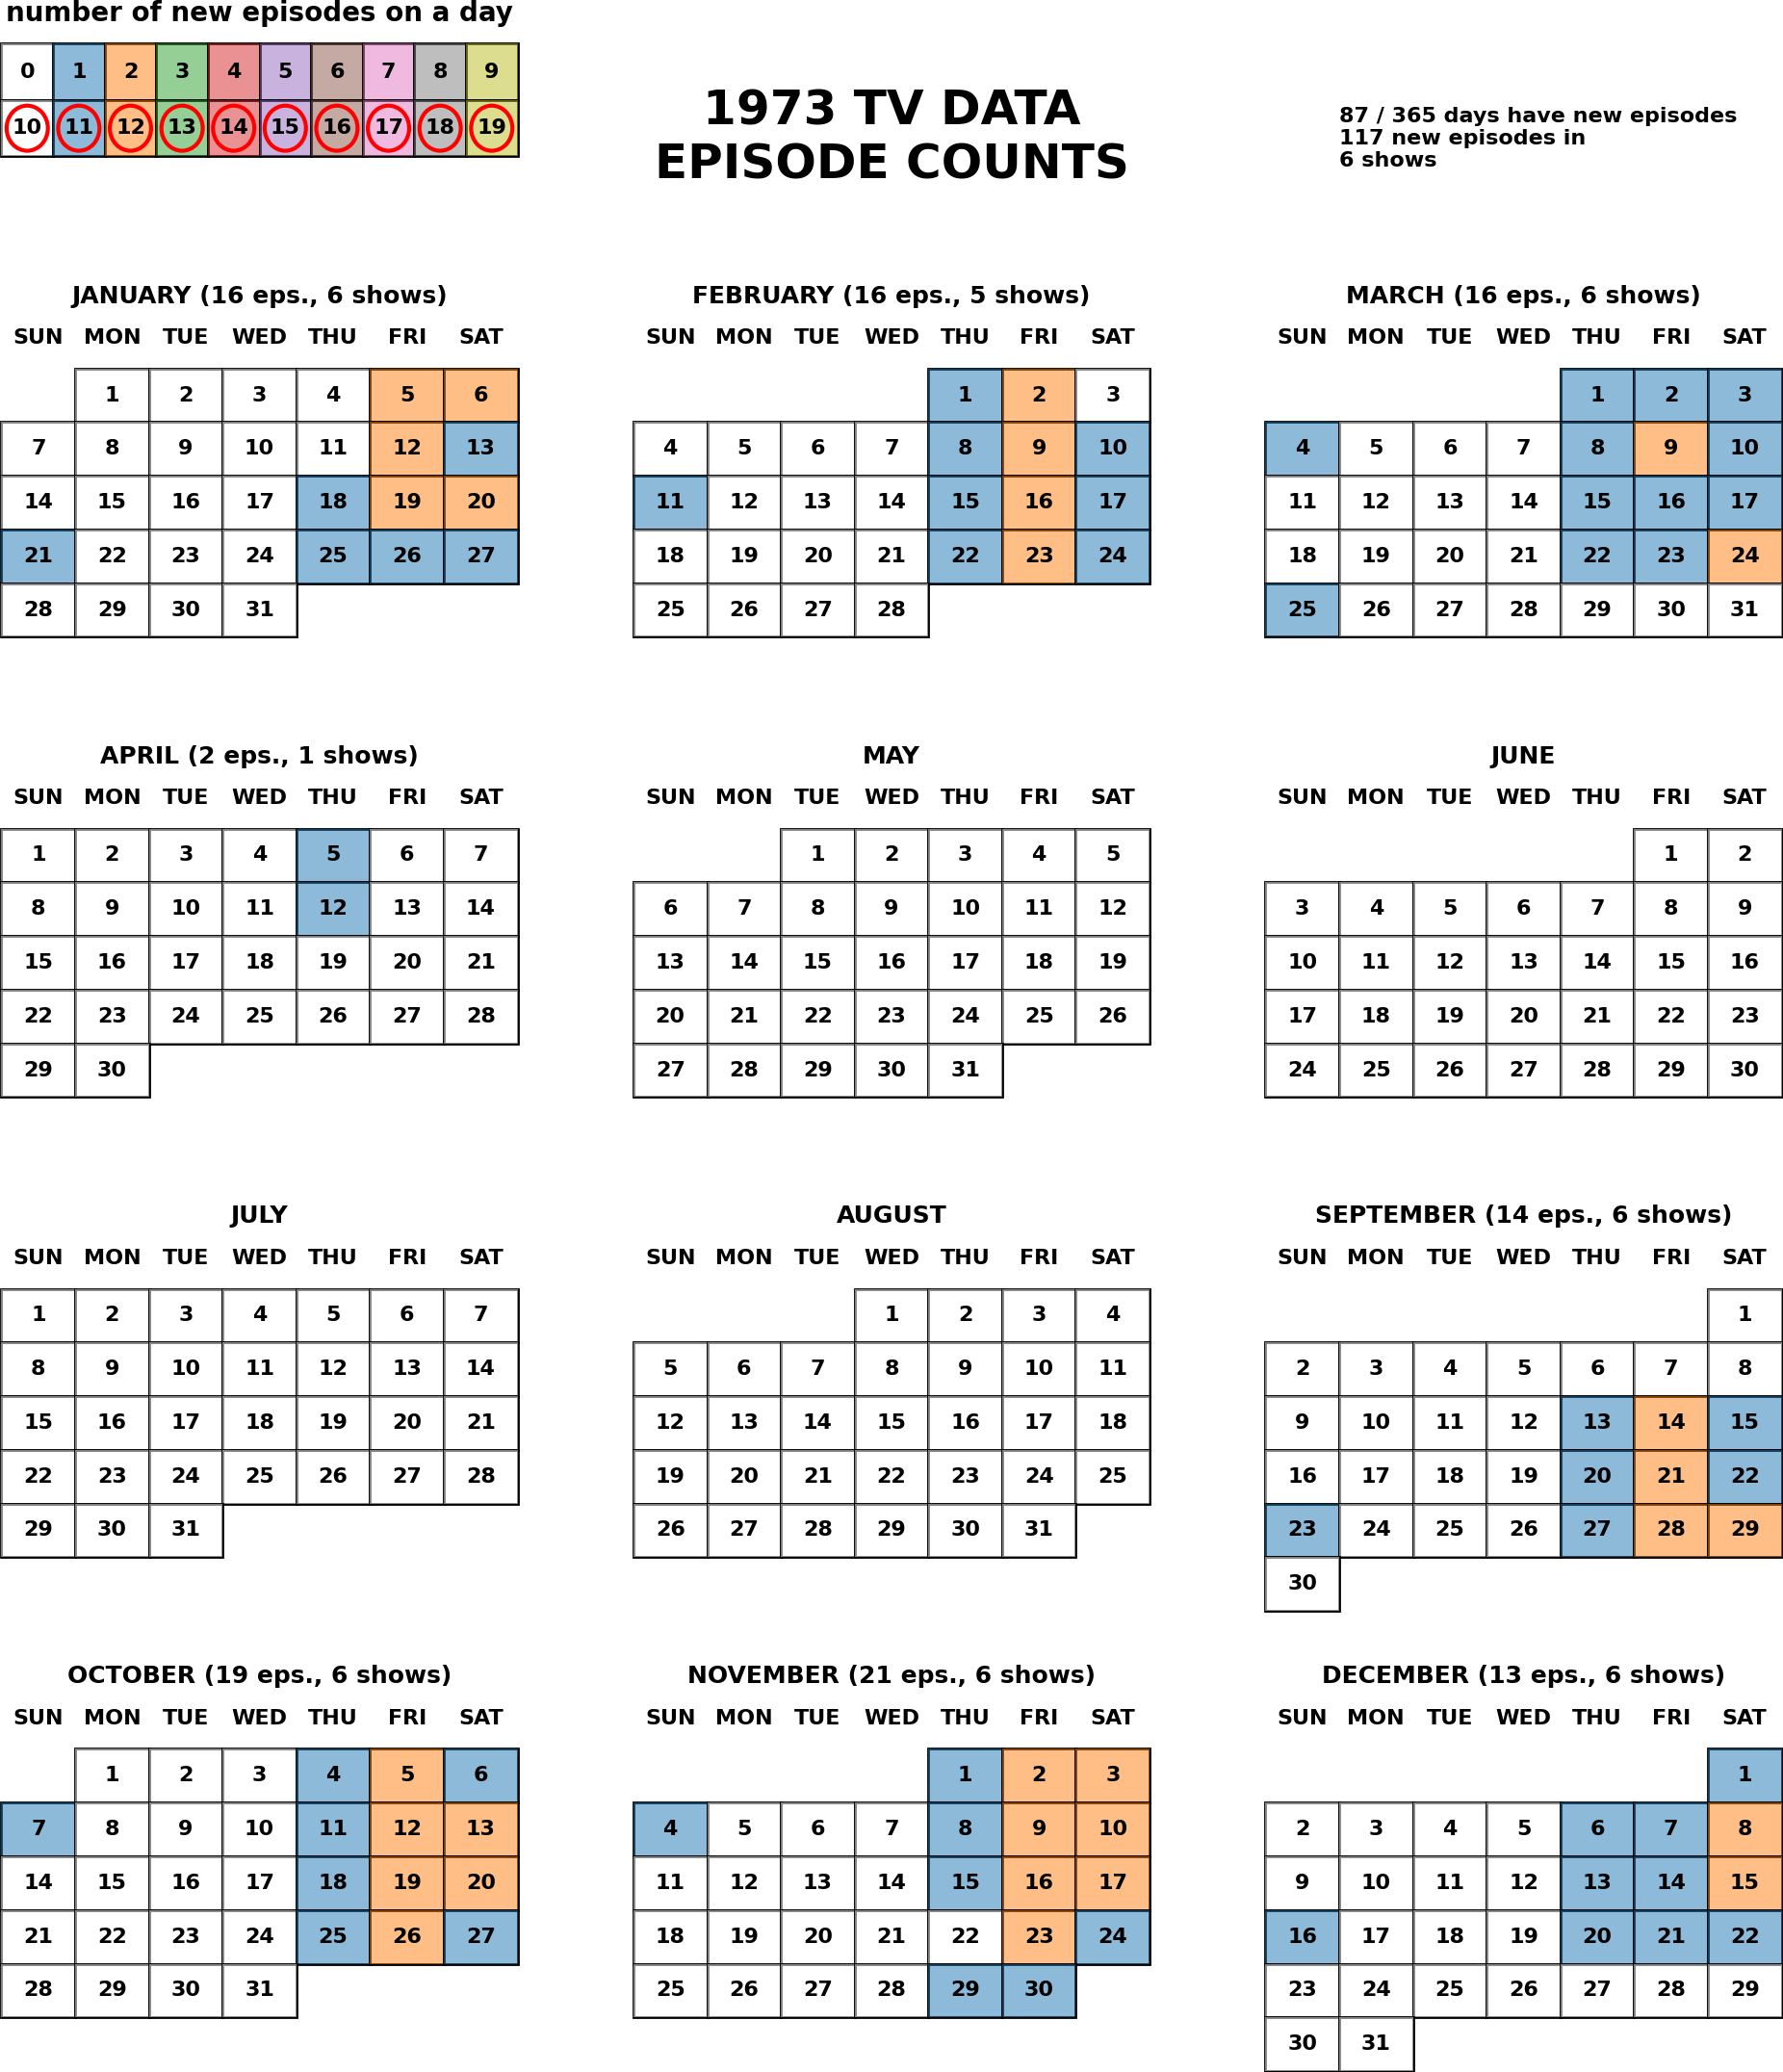 number of new episodes on a day
0 1 2 3 4 5 6 7 8 9
10 11 12 13 14 15 16 17 18 19
1973 TV DATA
EPISODE COUNTS
87 / 365 days have new episodes
117 new episodes in
6 shows
JANUARY (16 eps., 6 shows)
SUN MON TUE WED THU FRI SAT
1 2 3 4 5 6
7 8 9 10 11 12 13
14 15 16 17 18 19 20
21 22 23 24 25 26 27
28 29 30 31
FEBRUARY (16 eps., 5 shows)
SUN MON TUE WED THU FRI SAT
1 2 3
4 5 6 7 8 9 10
11 12 13 14 15 16 17
18 19 20 21 22 23 24
25 26 27 28
MARCH (16 eps., 6 shows)
SUN MON TUE WED THU FRI SAT
1 2 3
4 5 6 7 8 9 10
11 12 13 14 15 16 17
18 19 20 21 22 23 24
25 26 27 28 29 30 31
APRIL (2 eps., 1 shows)
SUN MON TUE WED THU FRI SAT
1 2 3 4 5 6 7
8 9 10 11 12 13 14
15 16 17 18 19 20 21
22 23 24 25 26 27 28
29 30
MAY
SUN MON TUE WED THU FRI SAT
1 2 3 4 5
6 7 8 9 10 11 12
13 14 15 16 17 18 19
20 21 22 23 24 25 26
27 28 29 30 31
JUNE
SUN MON TUE WED THU FRI SAT
1 2
3 4 5 6 7 8 9
10 11 12 13 14 15 16
17 18 19 20 21 22 23
24 25 26 27 28 29 30
JULY
SUN MON TUE WED THU FRI SAT
1 2 3 4 5 6 7
8 9 10 11 12 13 14
15 16 17 18 19 20 21
22 23 24 25 26 27 28
29 30 31
AUGUST
SUN MON TUE WED THU FRI SAT
1 2 3 4
5 6 7 8 9 10 11
12 13 14 15 16 17 18
19 20 21 22 23 24 25
26 27 28 29 30 31
SEPTEMBER (14 eps., 6 shows)
SUN MON TUE WED THU FRI SAT
1
2 3 4 5 6 7 8
9 10 11 12 13 14 15
16 17 18 19 20 21 22
23 24 25 26 27 28 29
30
OCTOBER (19 eps., 6 shows)
SUN MON TUE WED THU FRI SAT
1 2 3 4 5 6
7 8 9 10 11 12 13
14 15 16 17 18 19 20
21 22 23 24 25 26 27
28 29 30 31
NOVEMBER (21 eps., 6 shows)
SUN MON TUE WED THU FRI SAT
1 2 3
4 5 6 7 8 9 10
11 12 13 14 15 16 17
18 19 20 21 22 23 24
25 26 27 28 29 30
DECEMBER (13 eps., 6 shows)
SUN MON TUE WED THU FRI SAT
1
2 3 4 5 6 7 8
9 10 11 12 13 14 15
16 17 18 19 20 21 22
23 24 25 26 27 28 29
30 31